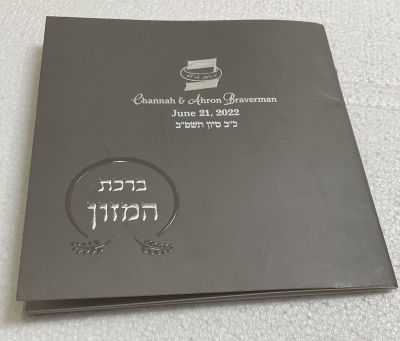 Channah & Ahron Braverman
June 21, 2022
כ"ב סיון תשפ"ב
ברכת
המזון